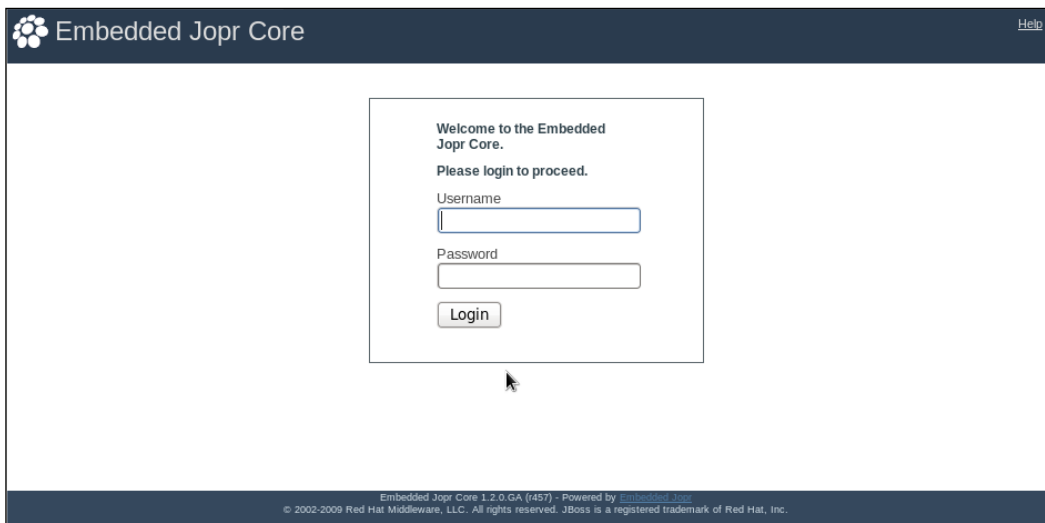 Embedded Jopr Core
Help
Welcome to the Embedded
Jopr Core.
Please login to proceed.
Username
Password
Login
Embedded Jopr Core 1.2.0.GA (r457) - Powered by Embedded Jopr
© 2002-2009 Red Hat Middleware, LLC. All rights reserved. JBoss is a registered trademark of Red Hat, Inc.